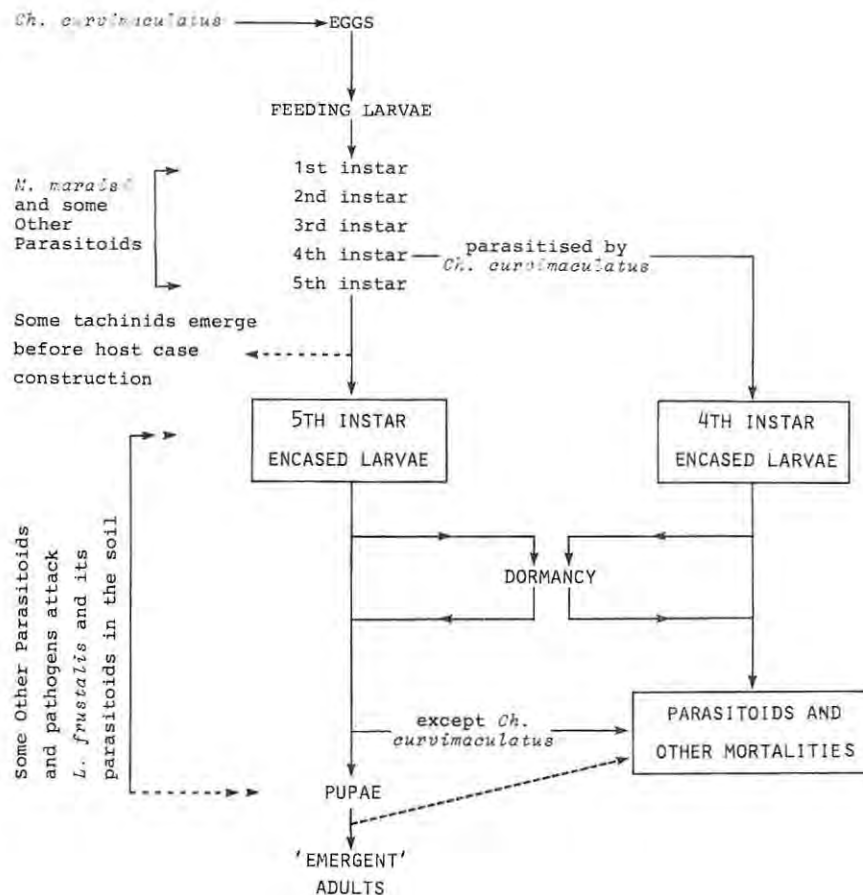 Ch. curvimaculatus
EGGS
FEEDING LARVAE
1st instar
2nd instar
3rd instar
4th instar
5th instar
M. maraisi
and some
Other
Parasitoids
parasitised by
Ch. curvimaculatus
Some tachinids emerge
before host case
construction
5TH INSTAR
ENCASED LARVAE
4TH INSTAR
ENCASED LARVAE
Some Other Parasitoids
and pathogens attack
L. frustalis and its
parasitoids in the soil
DORMANCY
except Ch.
curvimaculatus
PARASITOIDS AND
OTHER MORTALITIES
PUPAE
'EMERGENT'
ADULTS